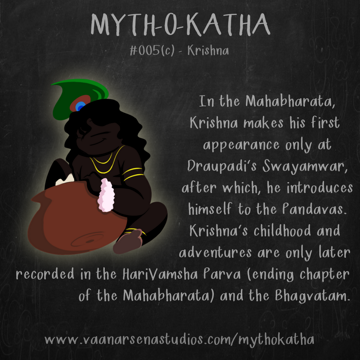 MYTH-O-KATHA
#005(c) - Krishna
In the Mahabharata,
Krishna makes his first
appearance only at
Draupadi's Swayamwar,
after which, he introduces
himself to the Pandavas.
Krishna's childhood and
adventures are only later
recorded in the HariVamsha Parva (ending chapter
of the Mahabharata) and the Bhagvatam.
www.vaanarsenastudios.com/mythokatha